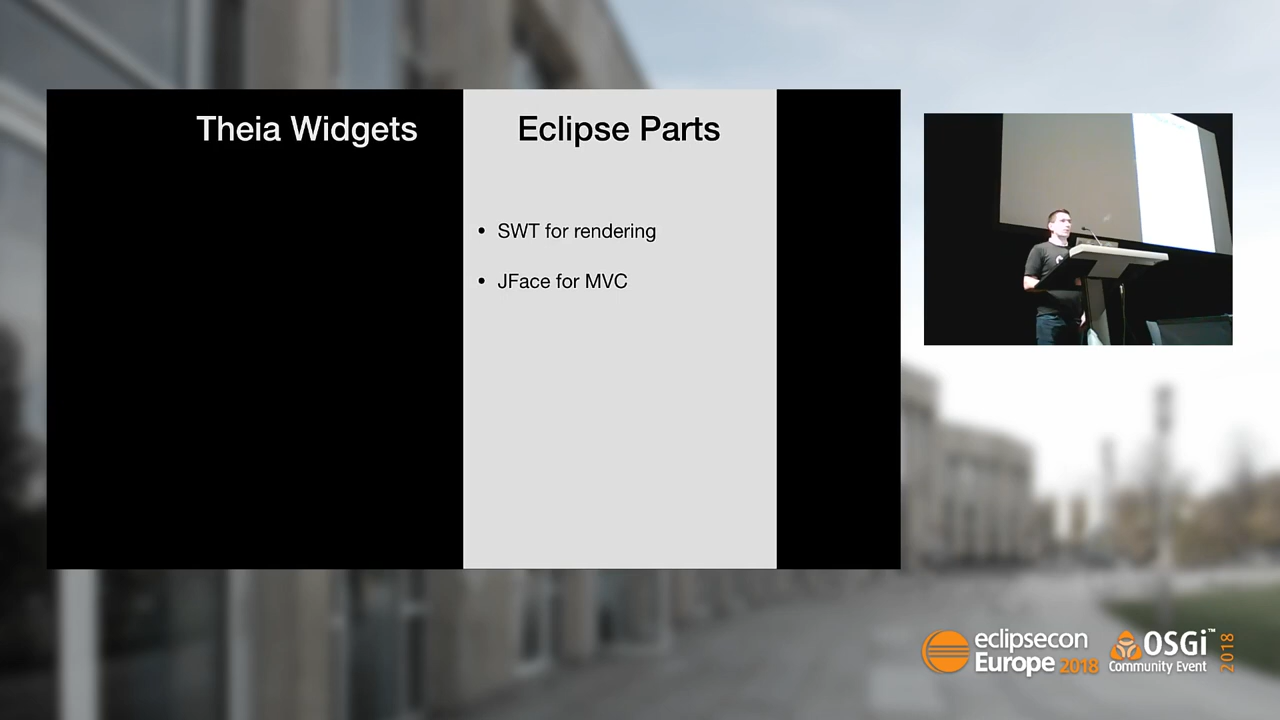 Theia Widgets
Eclipse Parts
• SWT for rendering
• JFace for MVC
eclipsecon
Europe 2018
OSGi™
Community Event
2018